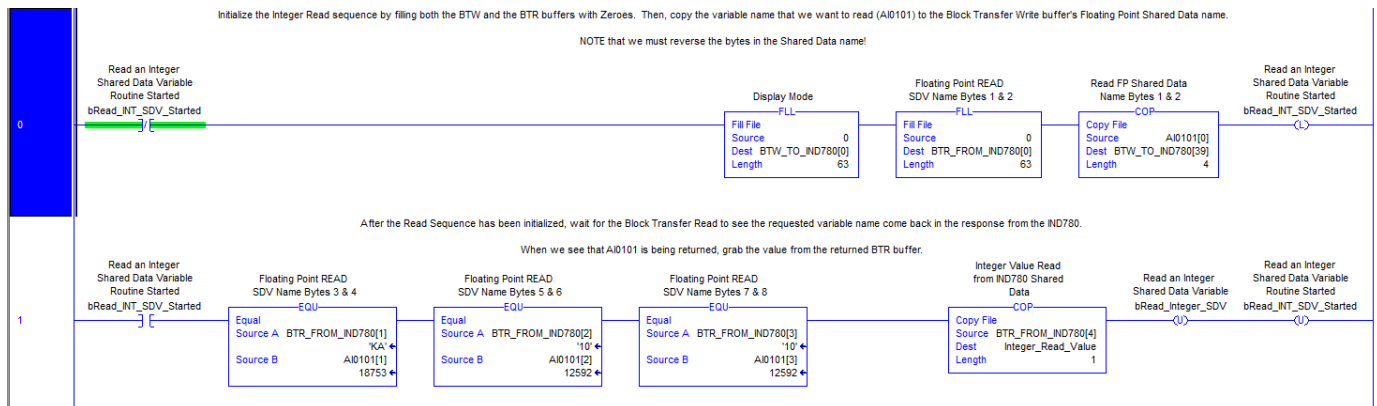 Initialize the Integer Read sequence by filling both the BTW and the BTR buffers with Zeroes. Then, copy the variable name that we want to read (AI0101) to the Block Transfer Write buffer's Floating Point Shared Data name.
NOTE that we must reverse the bytes in the Shared Data name!
0
Read an Integer
Shared Data Variable
Routine Started
bRead_INT_SDV_Started
Display Mode
FLL
Fill File
Source 0
Dest BTW_TO_IND780[0]
Length 63
Floating Point READ
SDV Name Bytes 1 & 2
FLL
Fill File
Source 0
Dest BTR_FROM_IND780[0]
Length 63
Read FP Shared Data
Name Bytes 1 & 2
COP
Copy File
Source AI0101[0]
Dest BTW_TO_IND780[39]
Length 4
Read an Integer
Shared Data Variable
Routine Started
bRead_INT_SDV_Started
L
After the Read Sequence has been initialized, wait for the Block Transfer Read to see the requested variable name come back in the response from the IND780.
When we see that AI0101 is being returned, grab the value from the returned BTR buffer.
1
Read an Integer
Shared Data Variable
Routine Started
bRead_INT_SDV_Started
Floating Point READ
SDV Name Bytes 3 & 4
EQU
Equal
Source A BTR_FROM_IND780[1]
'KA'
Source B AI0101[1]
18753
Floating Point READ
SDV Name Bytes 5 & 6
EQU
Equal
Source A BTR_FROM_IND780[2]
'10'
Source B AI0101[2]
12592
Floating Point READ
SDV Name Bytes 7 & 8
EQU
Equal
Source A BTR_FROM_IND780[3]
'10'
Source B AI0101[3]
12592
Integer Value Read
from IND780 Shared
Data
COP
Copy File
Source BTR_FROM_IND780[4]
Dest Integer_Read_Value
Length 1
Read an Integer
Shared Data Variable
bRead_Integer_SDV
U
Read an Integer
Shared Data Variable
Routine Started
bRead_INT_SDV_Started
U